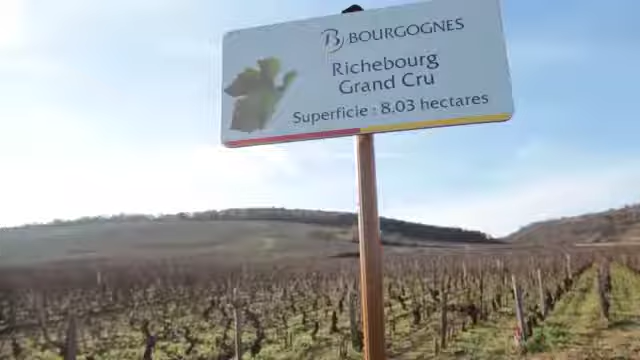 BOURGOGNES
Richebourg
Grand Cru
Superficie : 8.03 hectares